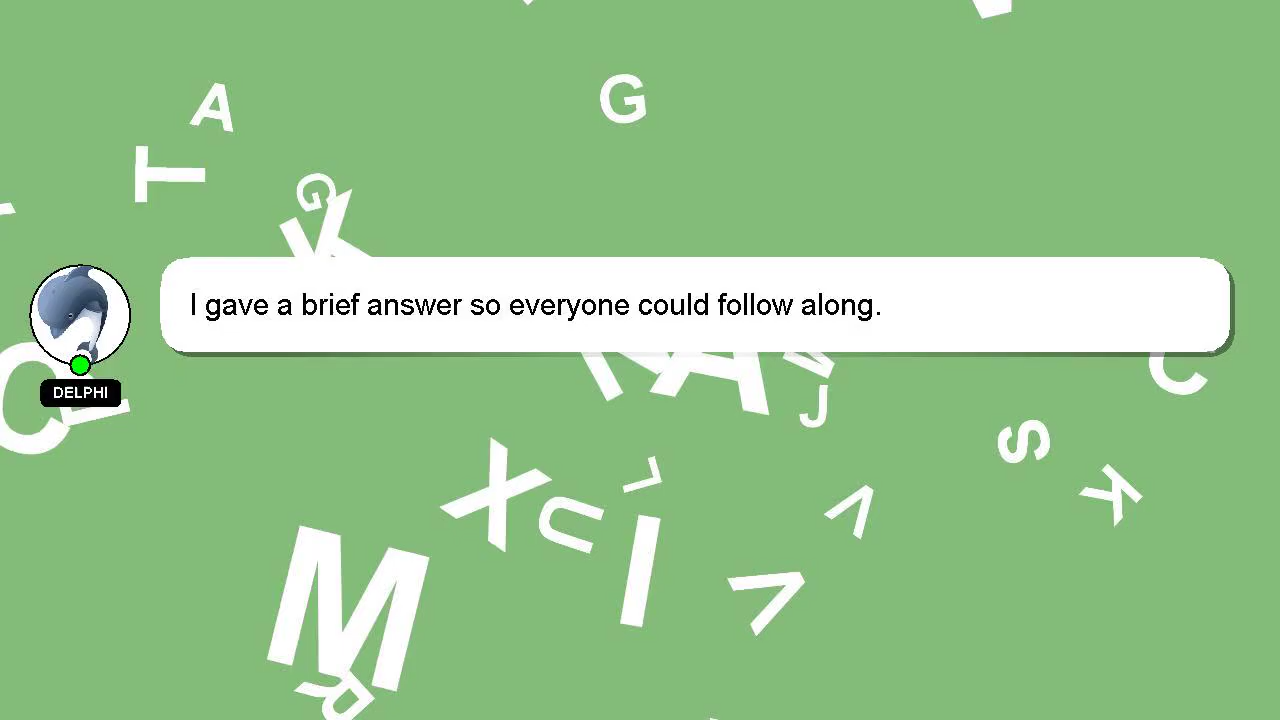 I gave a brief answer so everyone could follow along.
DELPHI
A
G
T
G
K
C
E
A
M
J
C
S
K
X
L
U
I
V
V
M
R